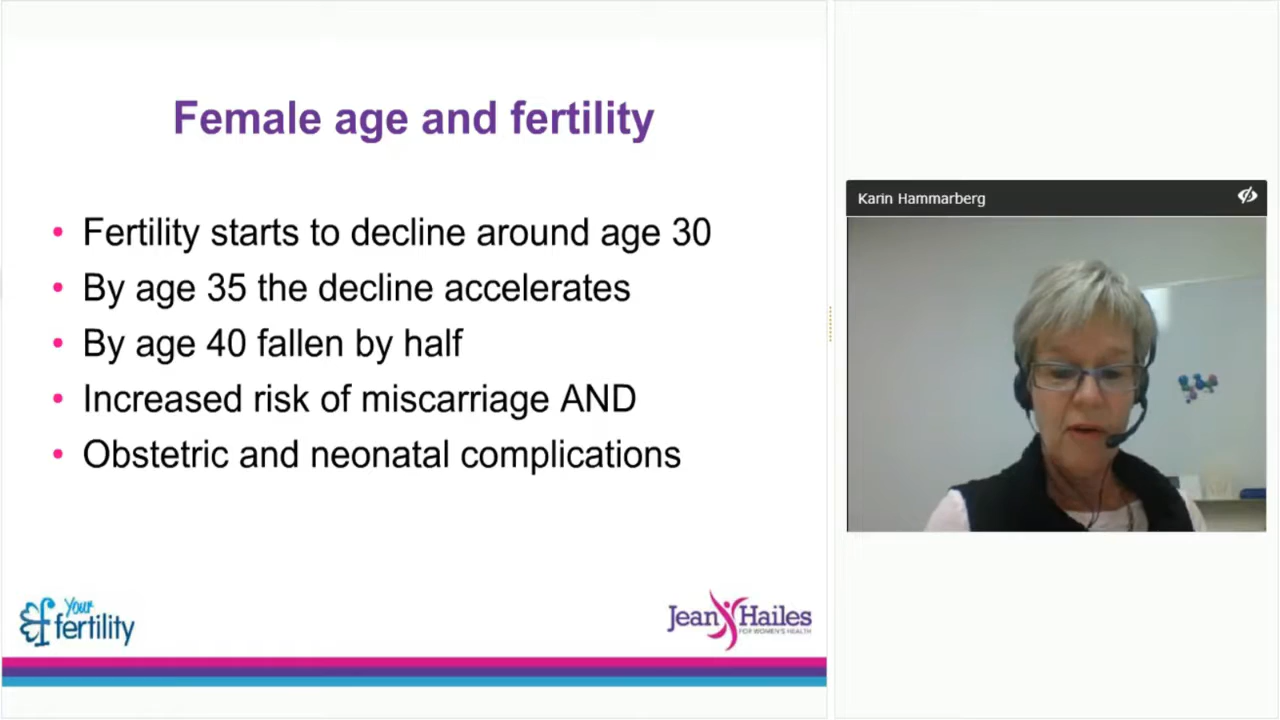 Female age and fertility
• Fertility starts to decline around age 30
• By age 35 the decline accelerates
• By age 40 fallen by half
• Increased risk of miscarriage AND
• Obstetric and neonatal complications
Your
fertility
Jean Hailes
FOR WOMEN'S HEALTH
Karin Hammarberg